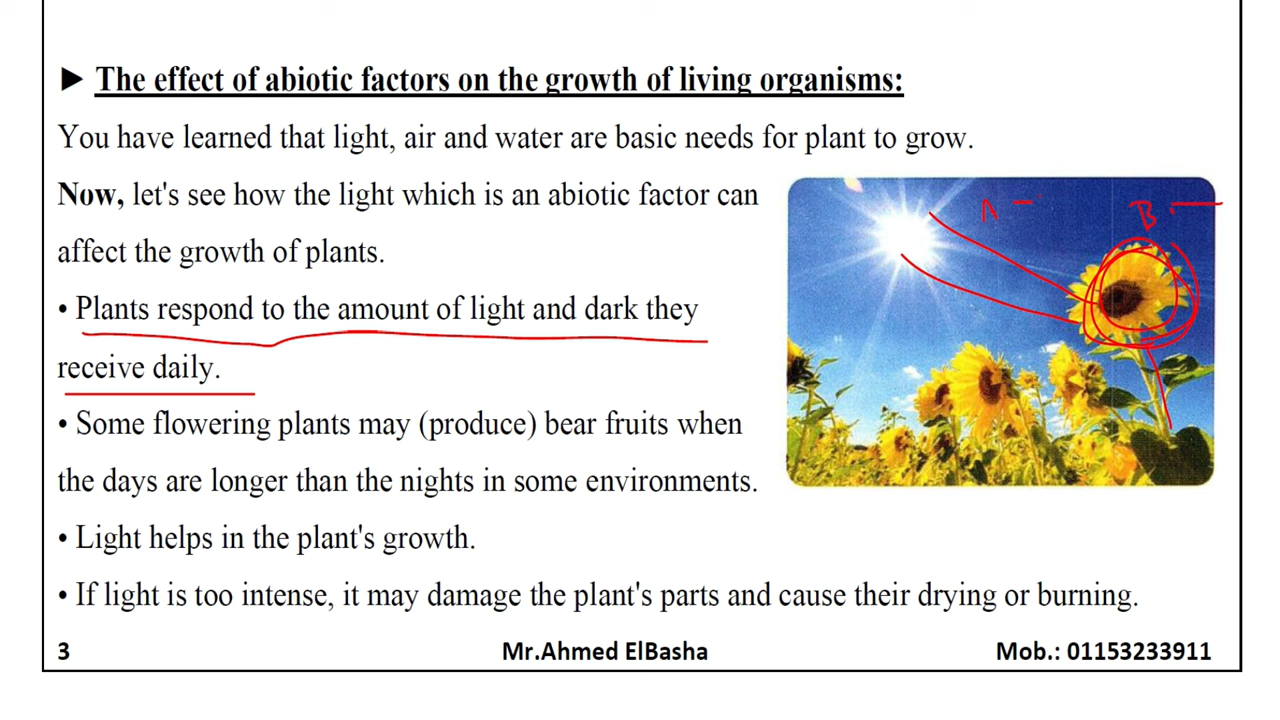 ► The effect of abiotic factors on the growth of living organisms:
You have learned that light, air and water are basic needs for plant to grow.
Now, let's see how the light which is an abiotic factor can
affect the growth of plants.
• Plants respond to the amount of light and dark they
receive daily.
• Some flowering plants may (produce) bear fruits when
the days are longer than the nights in some environments.
• Light helps in the plant's growth.
• If light is too intense, it may damage the plant's parts and cause their drying or burning.
A -
B. —
3 Mr.Ahmed ElBasha Mob.: 01153233911